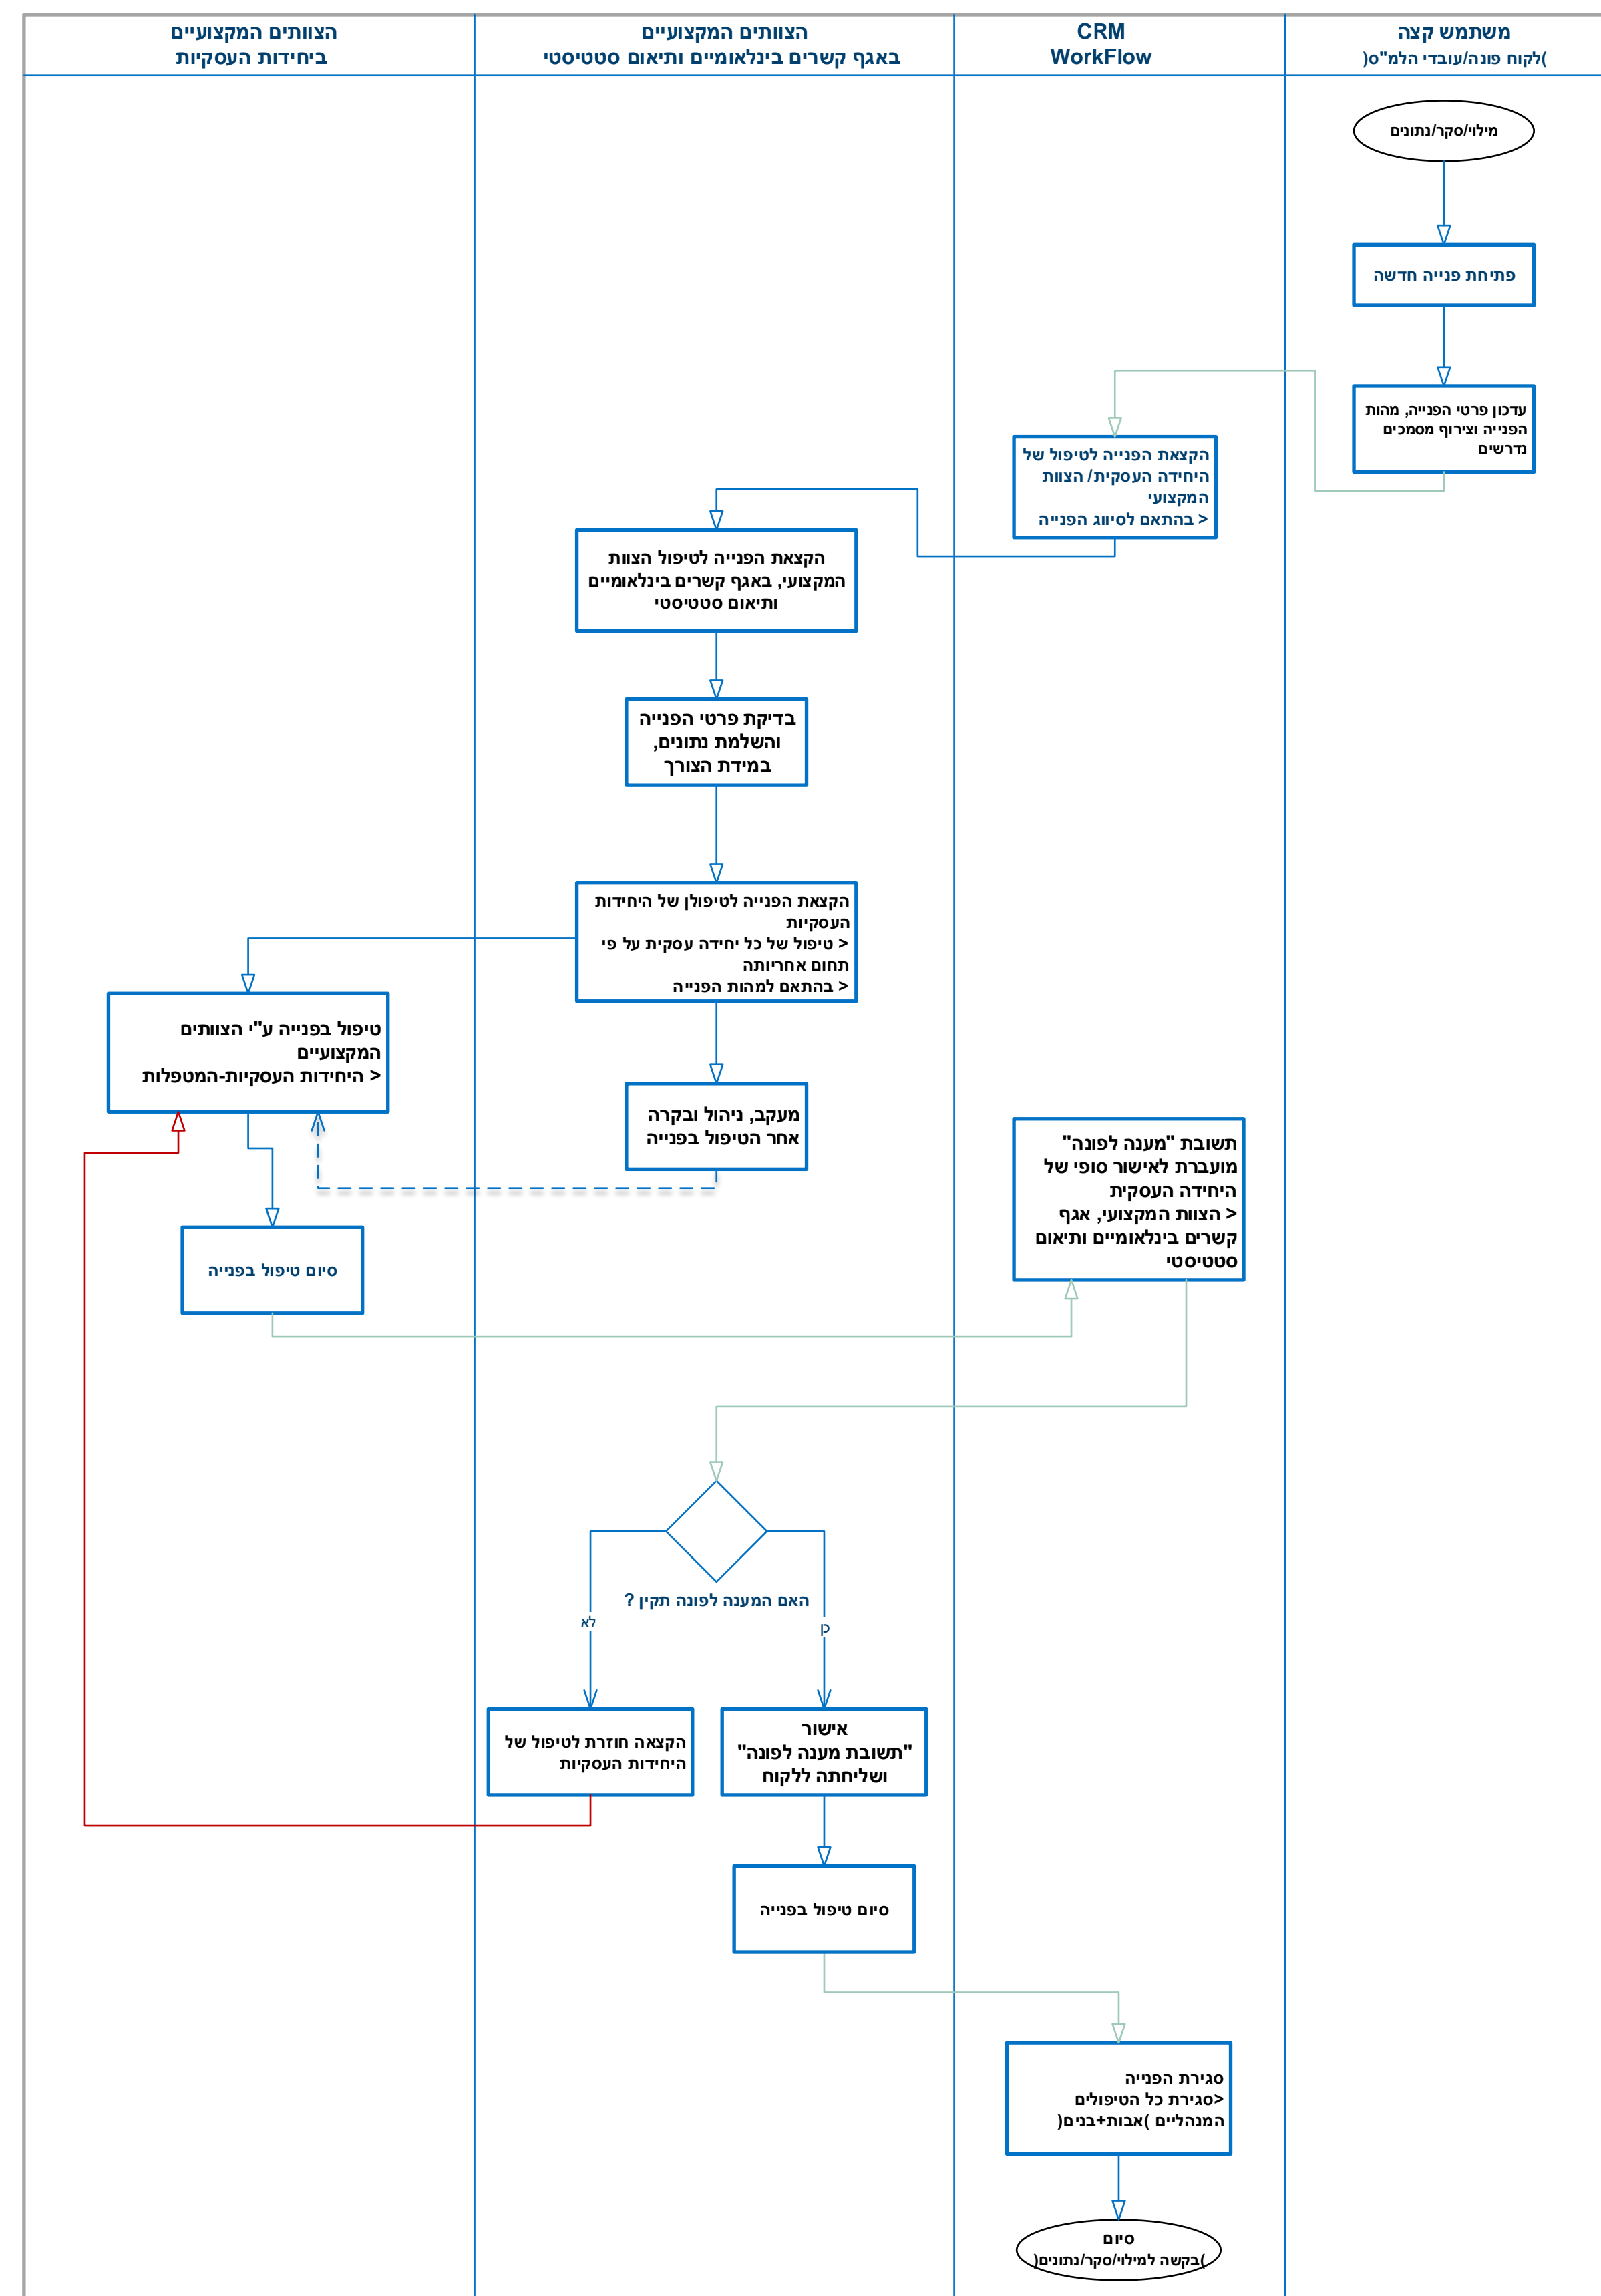 משתמש קצה
)לקוח פונה/עובדי הלמ"ס(
CRM
WorkFlow
הצוותים המקצועיים
באגף קשרים בינלאומיים ותיאום סטטיסטי
הצוותים המקצועיים
ביחידות העסקיות
מילוי/סקר/נתונים
פתיחת פנייה חדשה
עדכון פרטי הפנייה, מהות
הפנייה וצירוף מסמכים
נדרשים
הקצאת הפנייה לטיפול של
היחידה העסקית/ הצוות
המקצועי
> בהתאם לסיווג הפנייה
הקצאת הפנייה לטיפול הצוות
המקצועי, באגף קשרים בינלאומיים
ותיאום סטטיסטי
בדיקת פרטי הפנייה
והשלמת נתונים,
במידת הצורך
הקצאת הפנייה לטיפולן של היחידות
העסקיות
> טיפול של כל יחידה עסקית על פי
תחום אחריותה
> בהתאם למהות הפנייה
טיפול בפנייה ע"י הצוותים
המקצועיים
> היחידות העסקיות-המטפלות
מעקב, ניהול ובקרה
אחר הטיפול בפנייה
תשובת "מענה לפונה"
מועברת לאישור סופי של
היחידה העסקית
> הצוות המקצועי, אגף
קשרים בינלאומיים ותיאום
סטטיסטי
סיום טיפול בפנייה
האם המענה לפונה תקין ?
כן
לא
אישור
"תשובת מענה לפונה"
ושליחתה ללקוח
הקצאה חוזרת לטיפול של
היחידות העסקיות
סיום טיפול בפנייה
סגירת הפנייה
>סגירת כל הטיפולים
המנהליים )אבות+בנים(
סיום
)בקשה למילוי/סקר/נתונים(